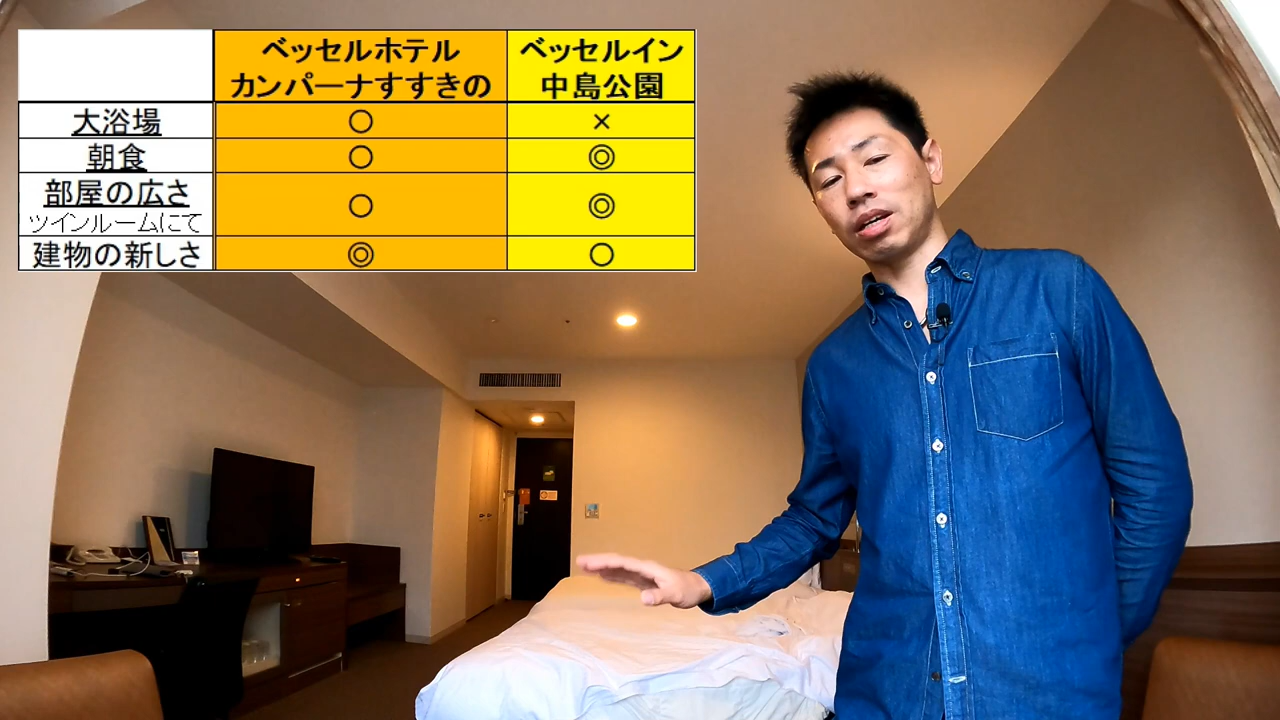 ベッセルホテル
カンパーナすすきの
ベッセルイン
中島公園
大浴場 ○ ×
朝食 ○ ◎
部屋の広さ
ツインルームにて ○ ◎
建物の新しさ ◎ ○